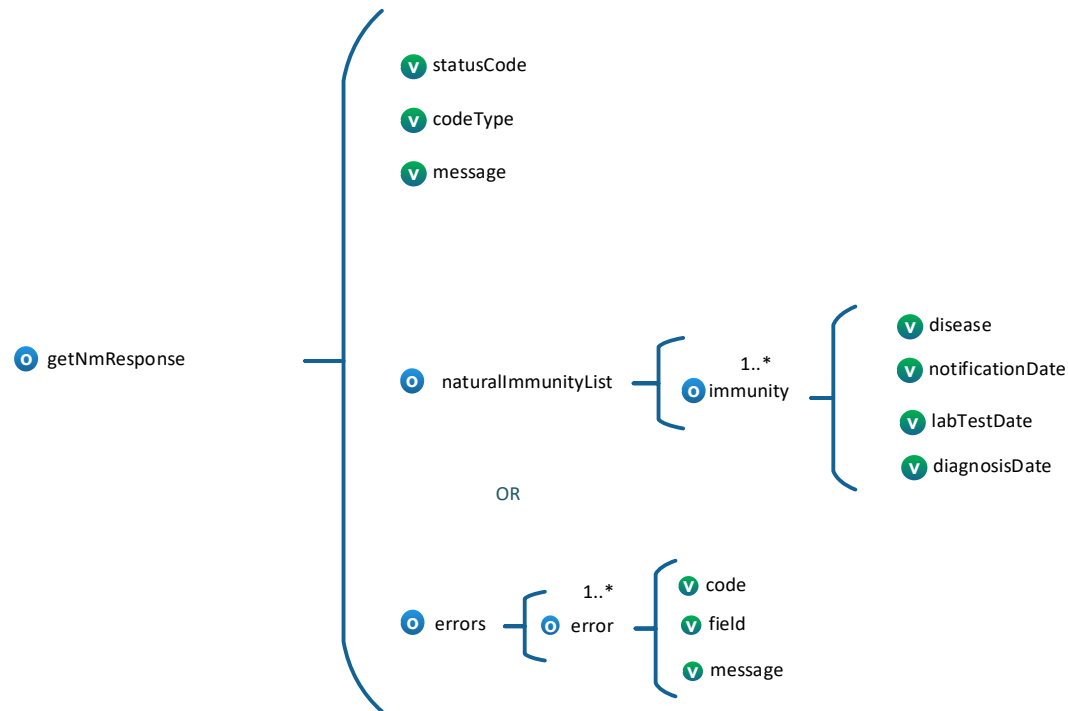 V statusCode
V codeType
V message
O getNmResponse
O naturalImmunityList
1..*
O immunity
V disease
V notificationDate
V labTestDate
V diagnosisDate
OR
O errors
1..*
O error
V code
V field
V message